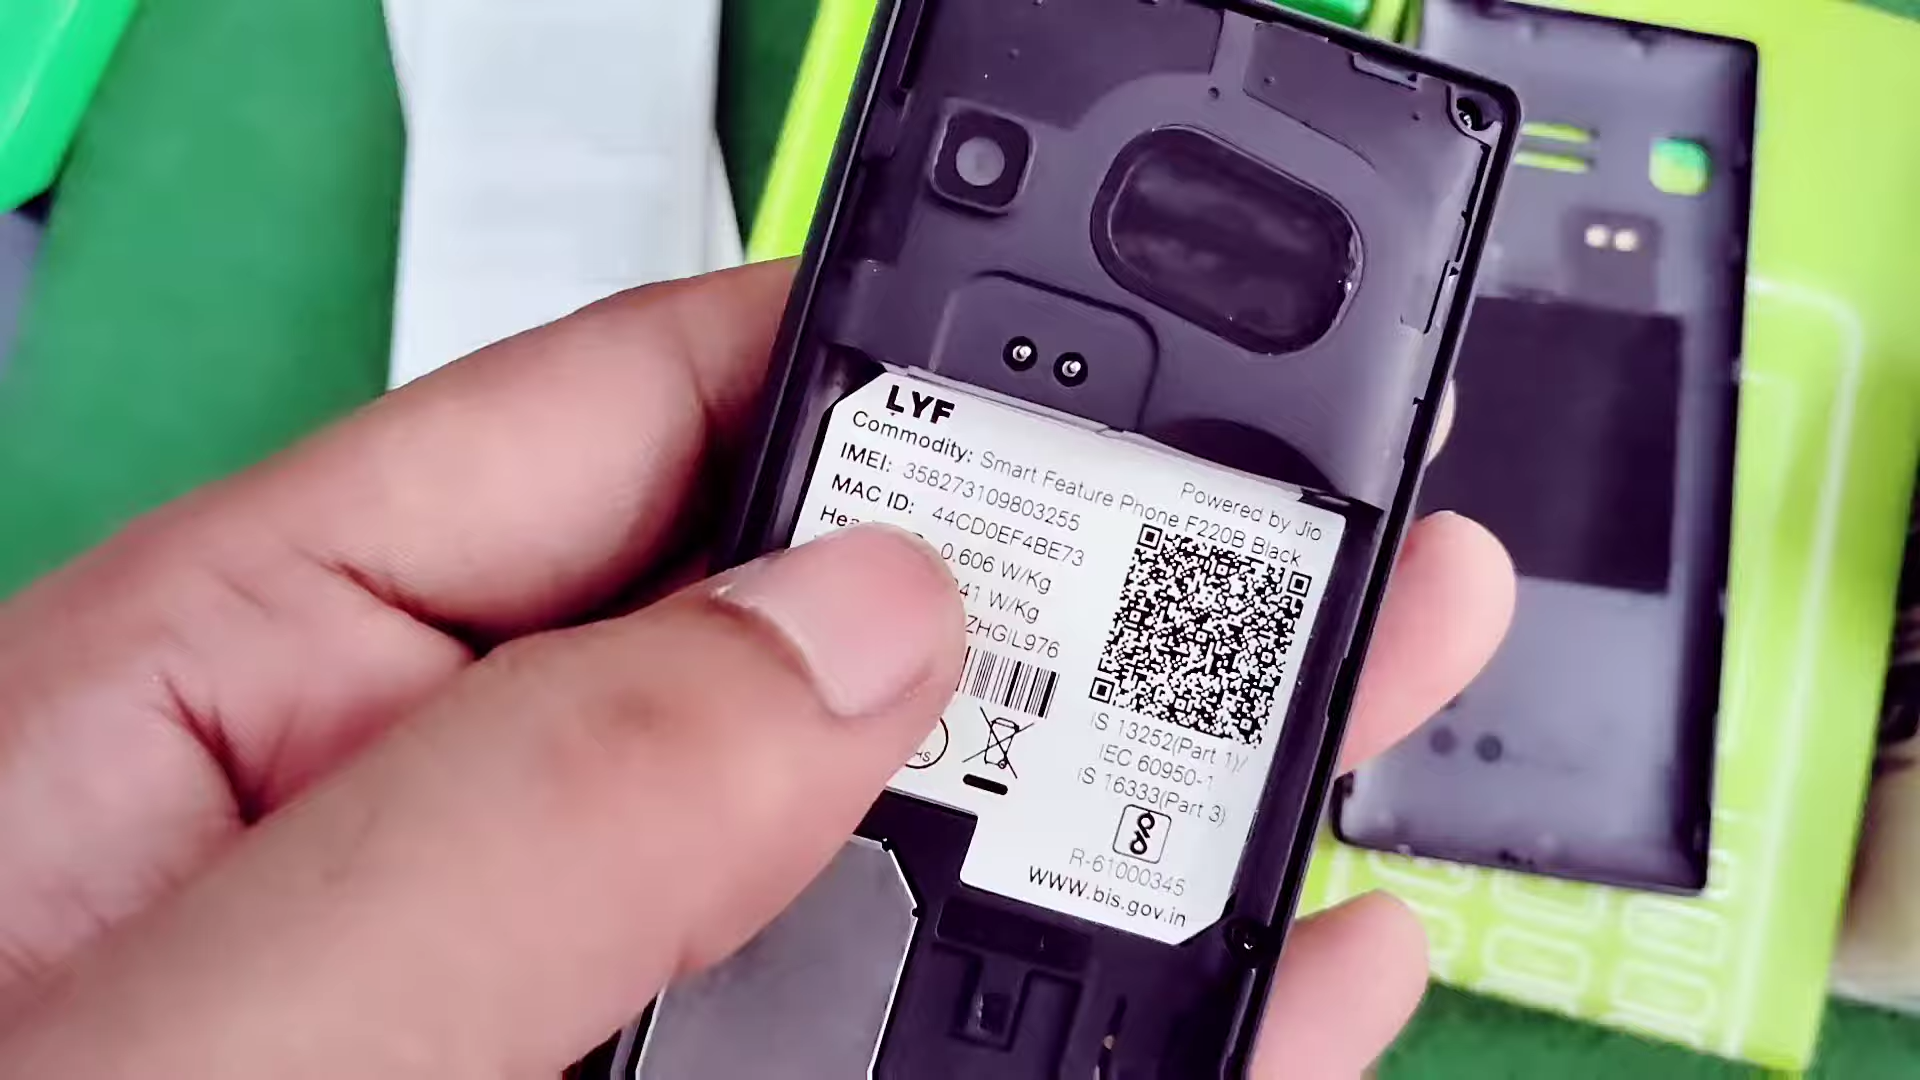 LYF
Powered by Jio
Commodity: Smart Feature Phone F220B Black
IMEI: 358273109803255
MAC ID: 44CD0EF4BE73
0.606 W/Kg
41 W/Kg
ZHGIL976
IS 13252(Part 1)/
IEC 60950-1
IS 16333(Part 3)
R-61000345
www.bis.gov.in